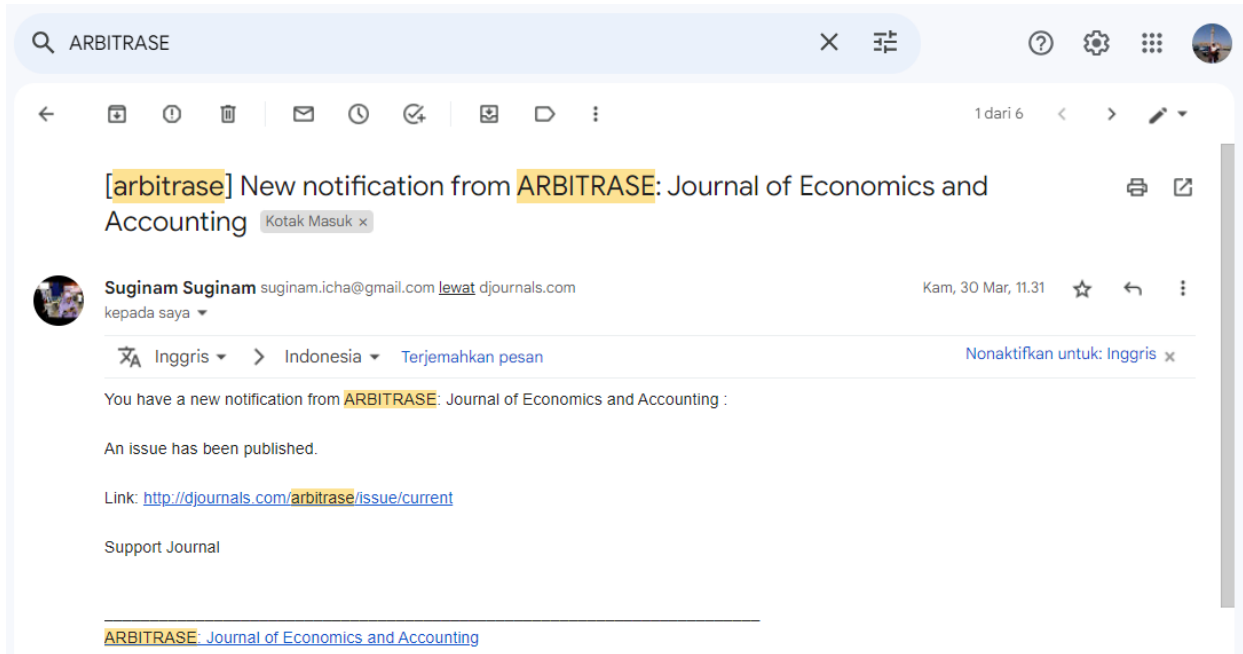 ARBITRASE
1 dari 6
[arbitrase] New notification from ARBITRASE: Journal of Economics and
Accounting Kotak Masuk ×
Suginam Suginam suginam.icha@gmail.com lewat djournals.com
Kam, 30 Mar, 11.31
kepada saya
Inggris > Indonesia Terjemahkan pesan
Nonaktifkan untuk: Inggris ×
You have a new notification from ARBITRASE: Journal of Economics and Accounting :
An issue has been published.
Link: http://djournals.com/arbitrase/issue/current
Support Journal
ARBITRASE: Journal of Economics and Accounting